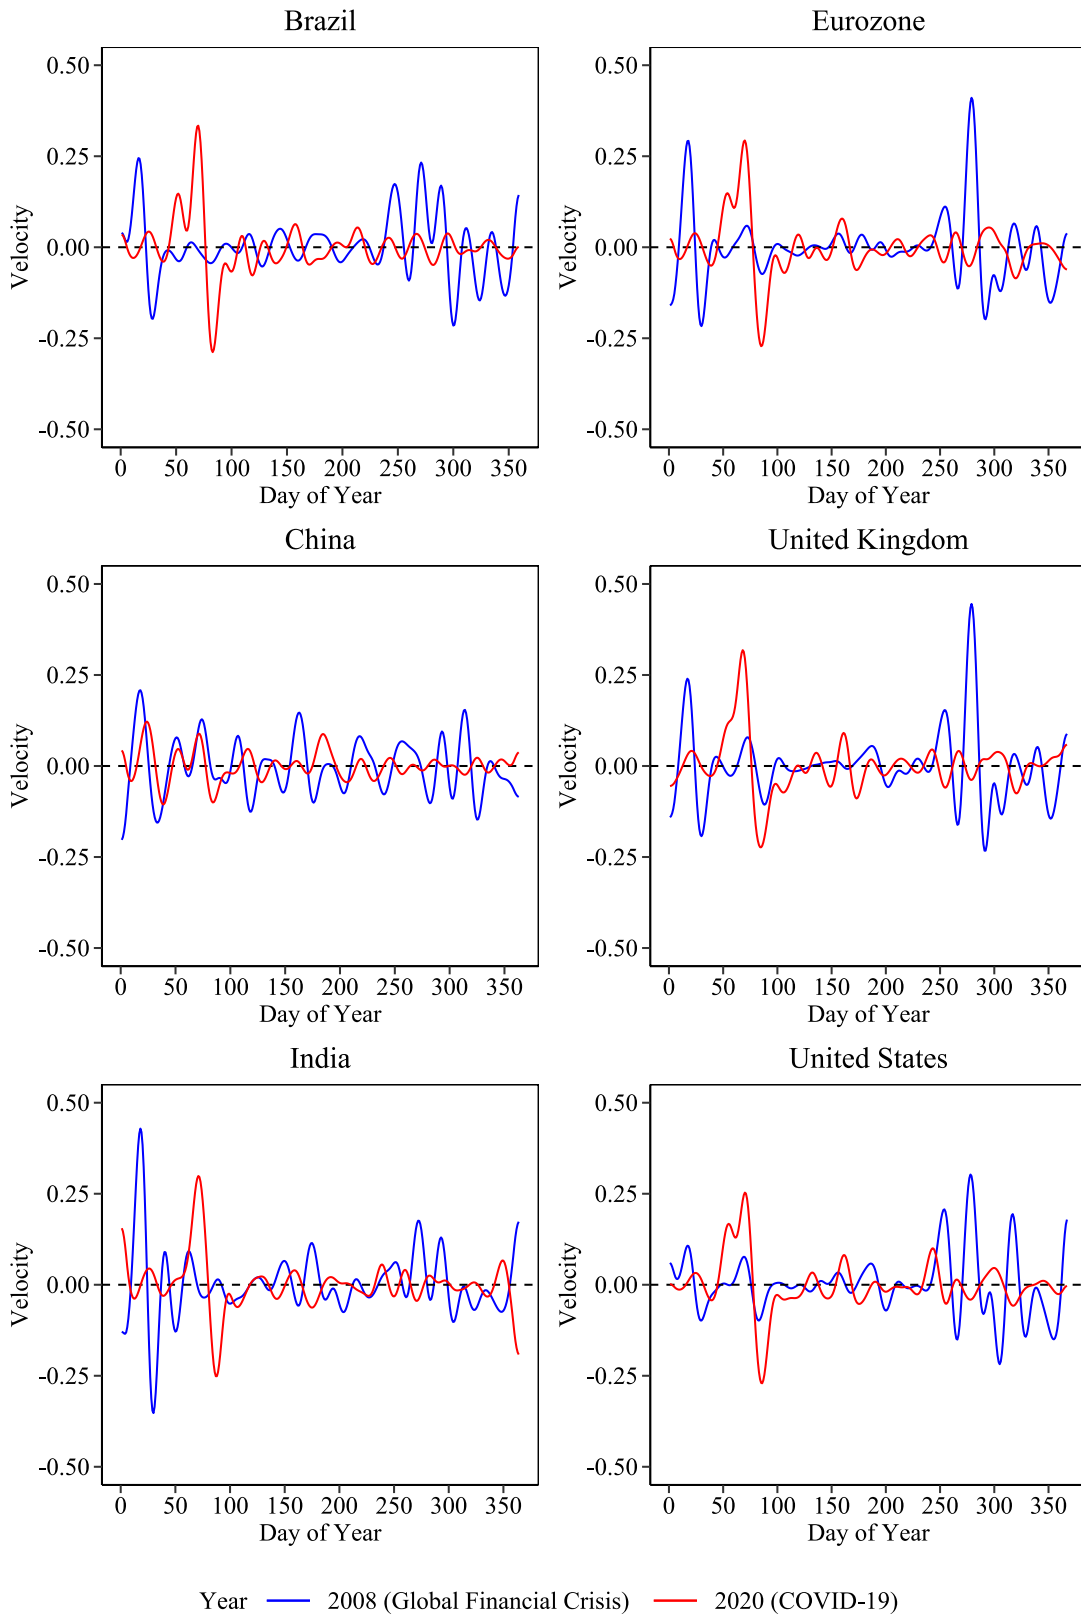 Brazil
0.50
0.25
0.00
-0.25
-0.50
Velocity
0 50 100 150 200 250 300 350
Day of Year
Eurozone
0.50
0.25
0.00
-0.25
-0.50
Velocity
0 50 100 150 200 250 300 350
Day of Year
China
0.50
0.25
0.00
-0.25
-0.50
Velocity
0 50 100 150 200 250 300 350
Day of Year
United Kingdom
0.50
0.25
0.00
-0.25
-0.50
Velocity
0 50 100 150 200 250 300 350
Day of Year
India
0.50
0.25
0.00
-0.25
-0.50
Velocity
0 50 100 150 200 250 300 350
Day of Year
United States
0.50
0.25
0.00
-0.25
-0.50
Velocity
0 50 100 150 200 250 300 350
Day of Year
Year 2008 (Global Financial Crisis) 2020 (COVID-19)